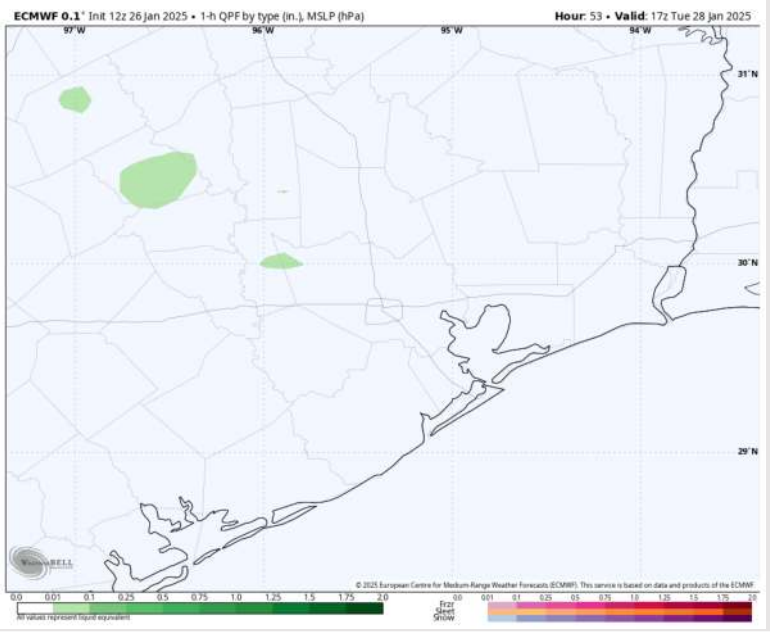 ECMWF 0.1° Init 12z 26 Jan 2025 • 1-h QPF by type (in.), MSLP (hPa) Hour: 53 • Valid: 17z Tue 28 Jan 2025
97°W 96°W 95°W 94°W
31°N
30°N
29°N
WeatherBELL
© 2025 European Centre for Medium-Range Weather Forecasts (ECMWF). This service is based on data and products of the ECMWF
0.0 0.01 0.1 0.25 0.5 0.75 1.0 1.25 1.5 1.75 2.0
0.0 0.01 0.1 0.25 0.5 0.75 1.0 1.25 1.5 1.75 2.0
All values represent liquid equivalent
Frzr
Sleet
Snow